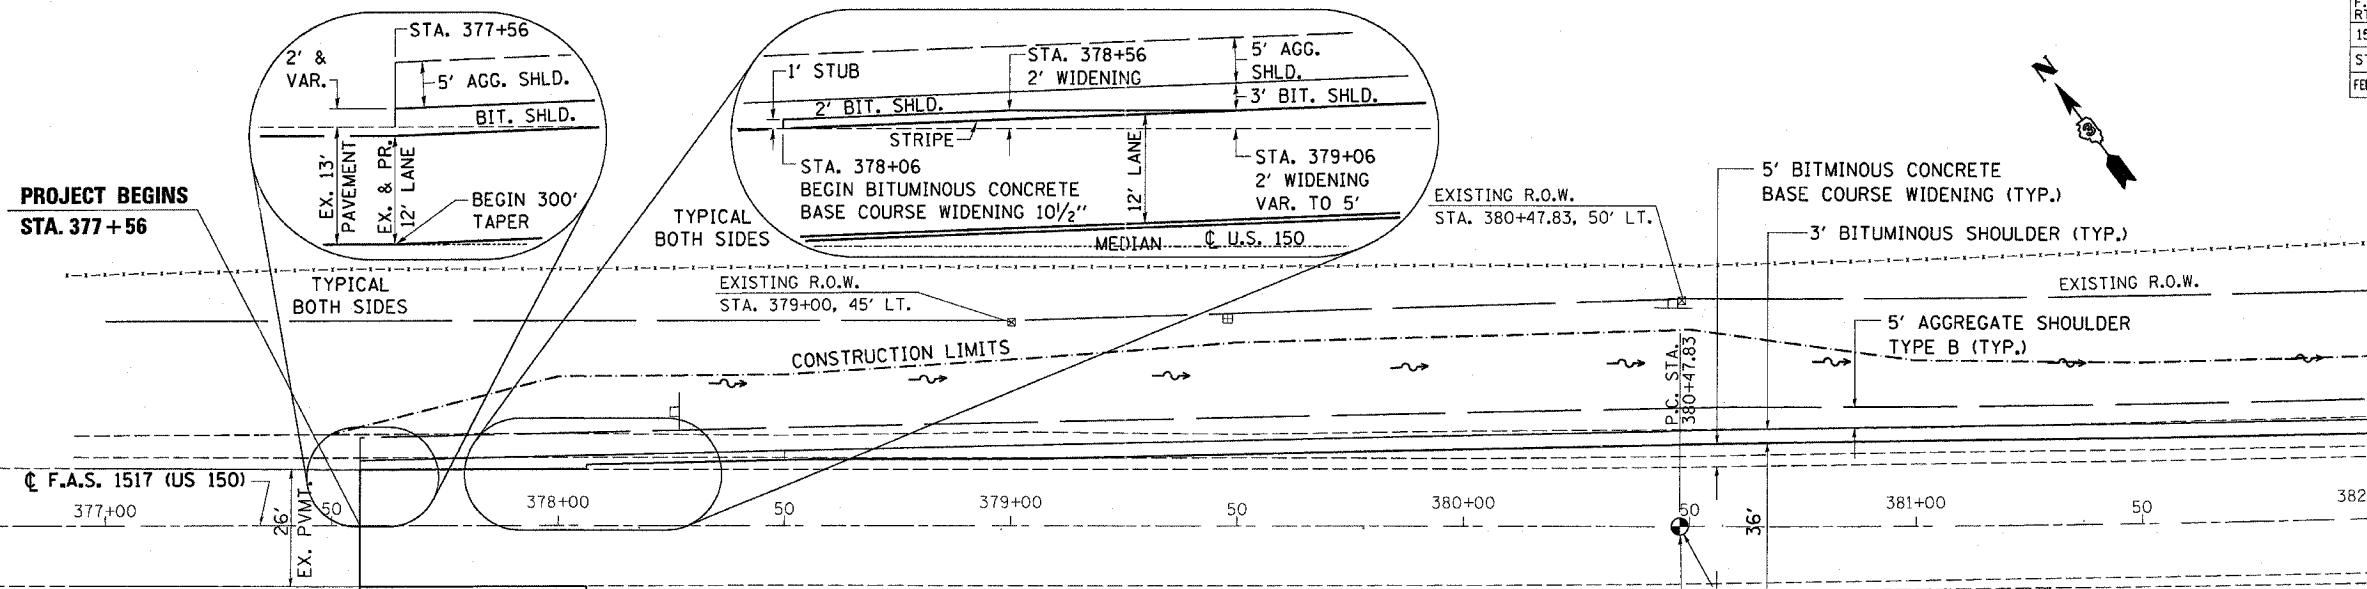 STA. 377+56
2' &
VAR.
5' AGG. SHLD.
BIT. SHLD.
EX. 13'
PAVEMENT
EX. & PR.
12' LANE
BEGIN 300'
TAPER
TYPICAL
BOTH SIDES
PROJECT BEGINS
STA. 377+56
1' STUB
2' BIT. SHLD.
STA. 378+56
2' WIDENING
5' AGG.
SHLD.
3' BIT. SHLD.
STRIPE
STA. 378+06
BEGIN BITUMINOUS CONCRETE
BASE COURSE WIDENING 10 1/2"
12' LANE
STA. 379+06
2' WIDENING
VAR. TO 5'
MEDIAN
℄ U.S. 150
TYPICAL
BOTH SIDES
N
EXISTING R.O.W.
STA. 380+47.83, 50' LT.
5' BITMINOUS CONCRETE
BASE COURSE WIDENING (TYP.)
3' BITUMINOUS SHOULDER (TYP.)
EXISTING R.O.W.
STA. 379+00, 45' LT.
EXISTING R.O.W.
5' AGGREGATE SHOULDER
TYPE B (TYP.)
CONSTRUCTION LIMITS
P.C. STA.
380+47.83
℄ F.A.S. 1517 (US 150)
26'
EX. PVMT.
377+00
50
378+00
50
379+00
50
380+00
50
381+00
50
382
36'